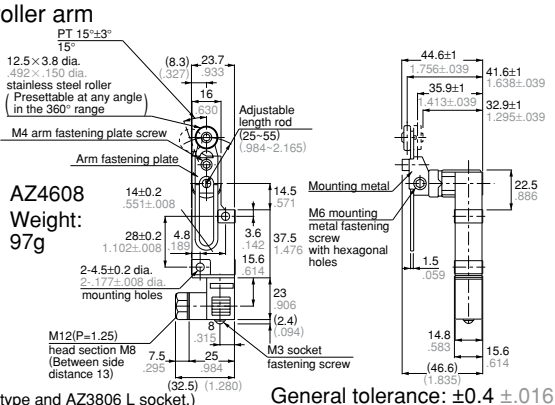 oller arm
PT 15°±3°
15°
12.5×3.8 dia.
.492×.150 dia.
stainless steel roller
( Presettable at any angle )
( in the 360° range )
M4 arm fastening plate screw
Arm fastening plate
AZ4608
Weight:
97g
(8.3)
(.327)
23.7
.933
16
.630
Adjustable
length rod
(25~55)
(.984~2.165)
14±0.2
.551±.008
28±0.2
1.102±.008
4.8
.189
3.6
.142
15.6
.614
14.5
.571
37.5
1.476
2-4.5±0.2 dia.
2-.177±.008 dia.
mounting holes
23
.906
(2.4)
(.094)
M12(P=1.25)
head section M8
(Between side
distance 13)
8
.315
M3 socket
fastening screw
7.5
.295
25
.984
(32.5)
(1.280)
type and AZ3806 L socket.)
44.6±1
1.756±.039
41.6±1
1.638±.039
35.9±1
1.413±.039
32.9±1
1.295±.039
Mounting metal
M6 mounting
metal fastening
screw
with hexagonal
holes
22.5
.886
1.5
.059
14.8
.583
15.6
.614
(46.6)
(1.835)
General tolerance: ±0.4 ±.016